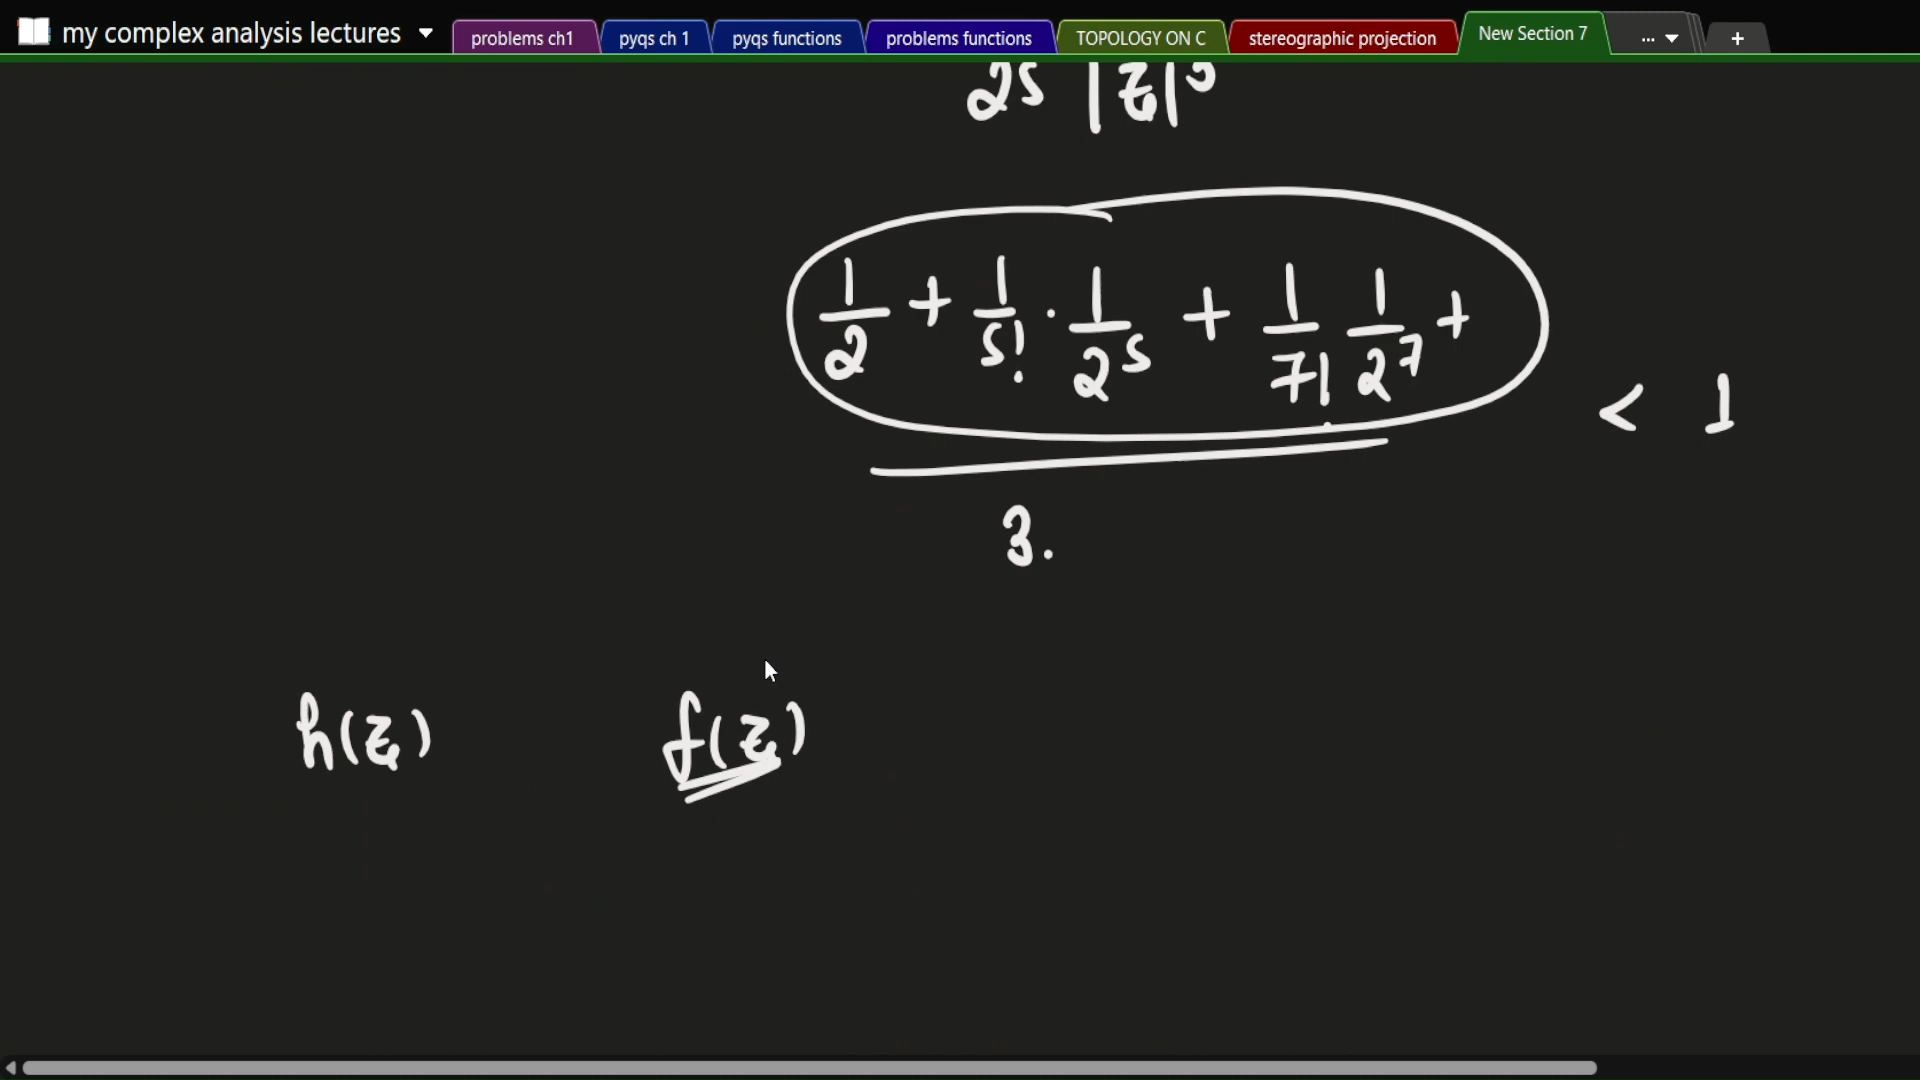 my complex analysis lectures
problems ch1
pyqs ch 1
pyqs functions
problems functions
TOPOLOGY ON C
stereographic projection
New Section 7
...
+
25 |z|³
1/2 + 1/5! · 1/2⁵ + 1/7! 1/2⁷ +
< 1
3.
h(z) f(z)